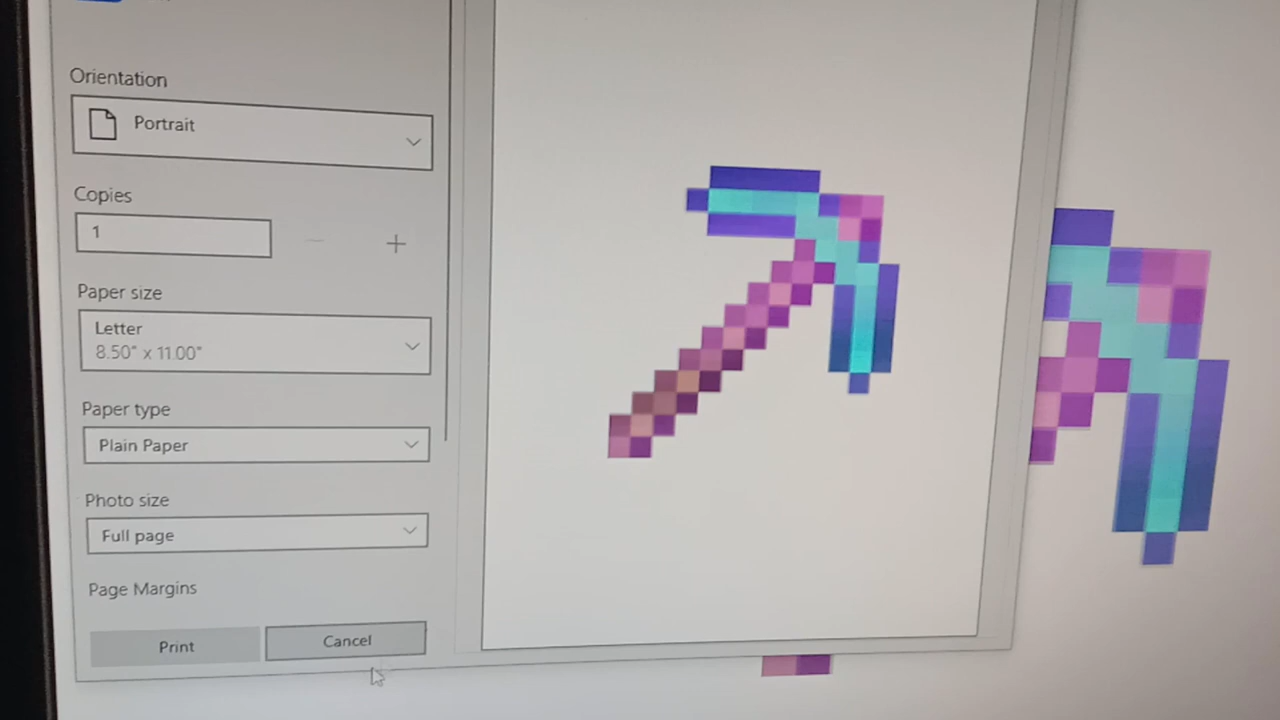 Orientation
Portrait
Copies
1
Paper size
Letter
8.50" x 11.00"
Paper type
Plain Paper
Photo size
Full page
Page Margins
Print
Cancel